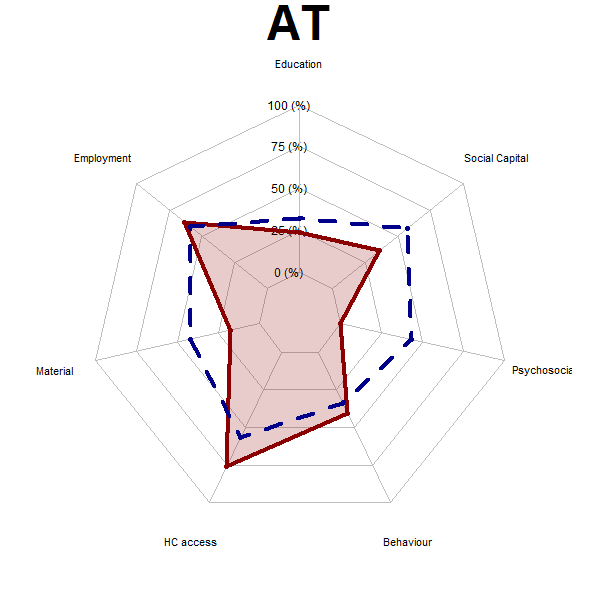 AT
Education
100 (%)
75 (%)
50 (%)
25 (%)
0 (%)
Employment
Social Capital
Material
Psychosocia
HC access
Behaviour